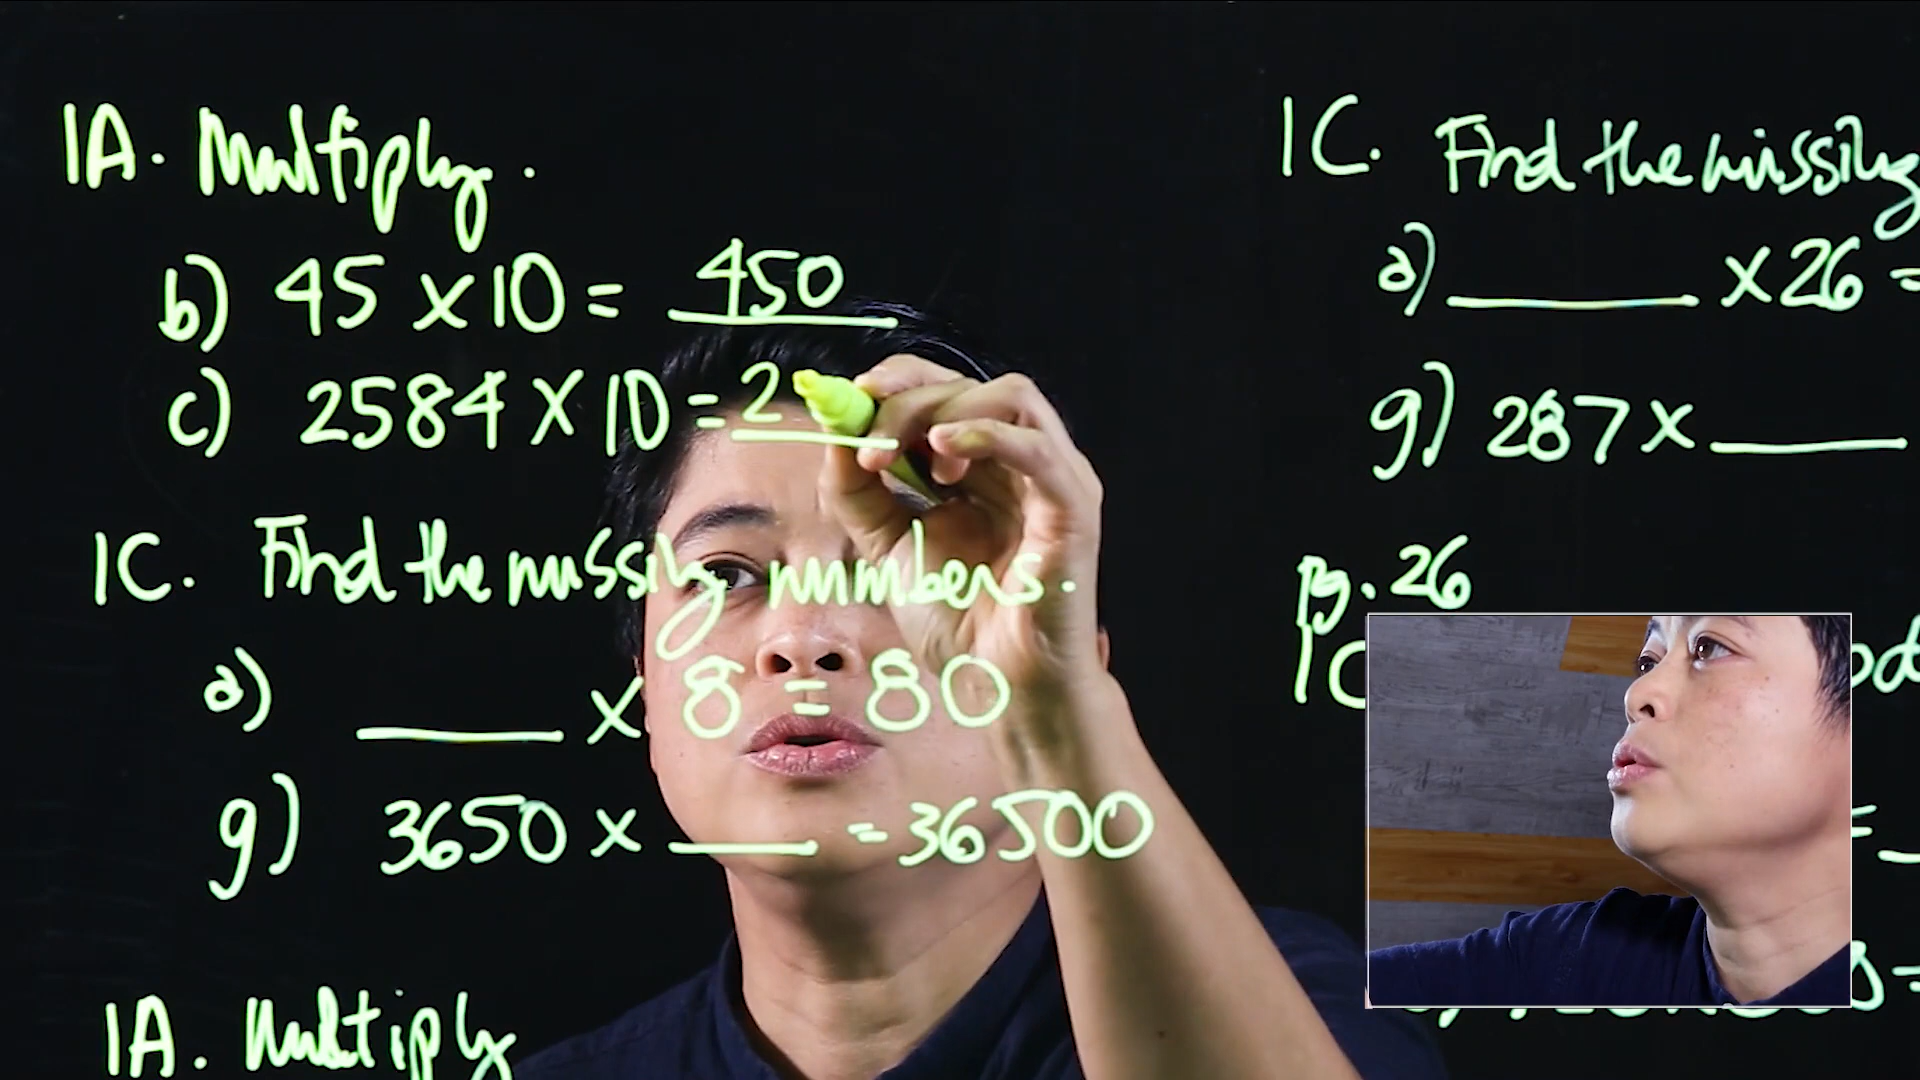 1A. Multiply.
b) 45 x 10 = 450
c) 2584 x 10 = 2
1C. Find the missing numbers.
a) ____ x 8 = 80
g) 3650 x ____ = 36500
1A. Multiply
1C. Find the missing
a) ____ x 26 =
g) 287 x ____
pg. 26